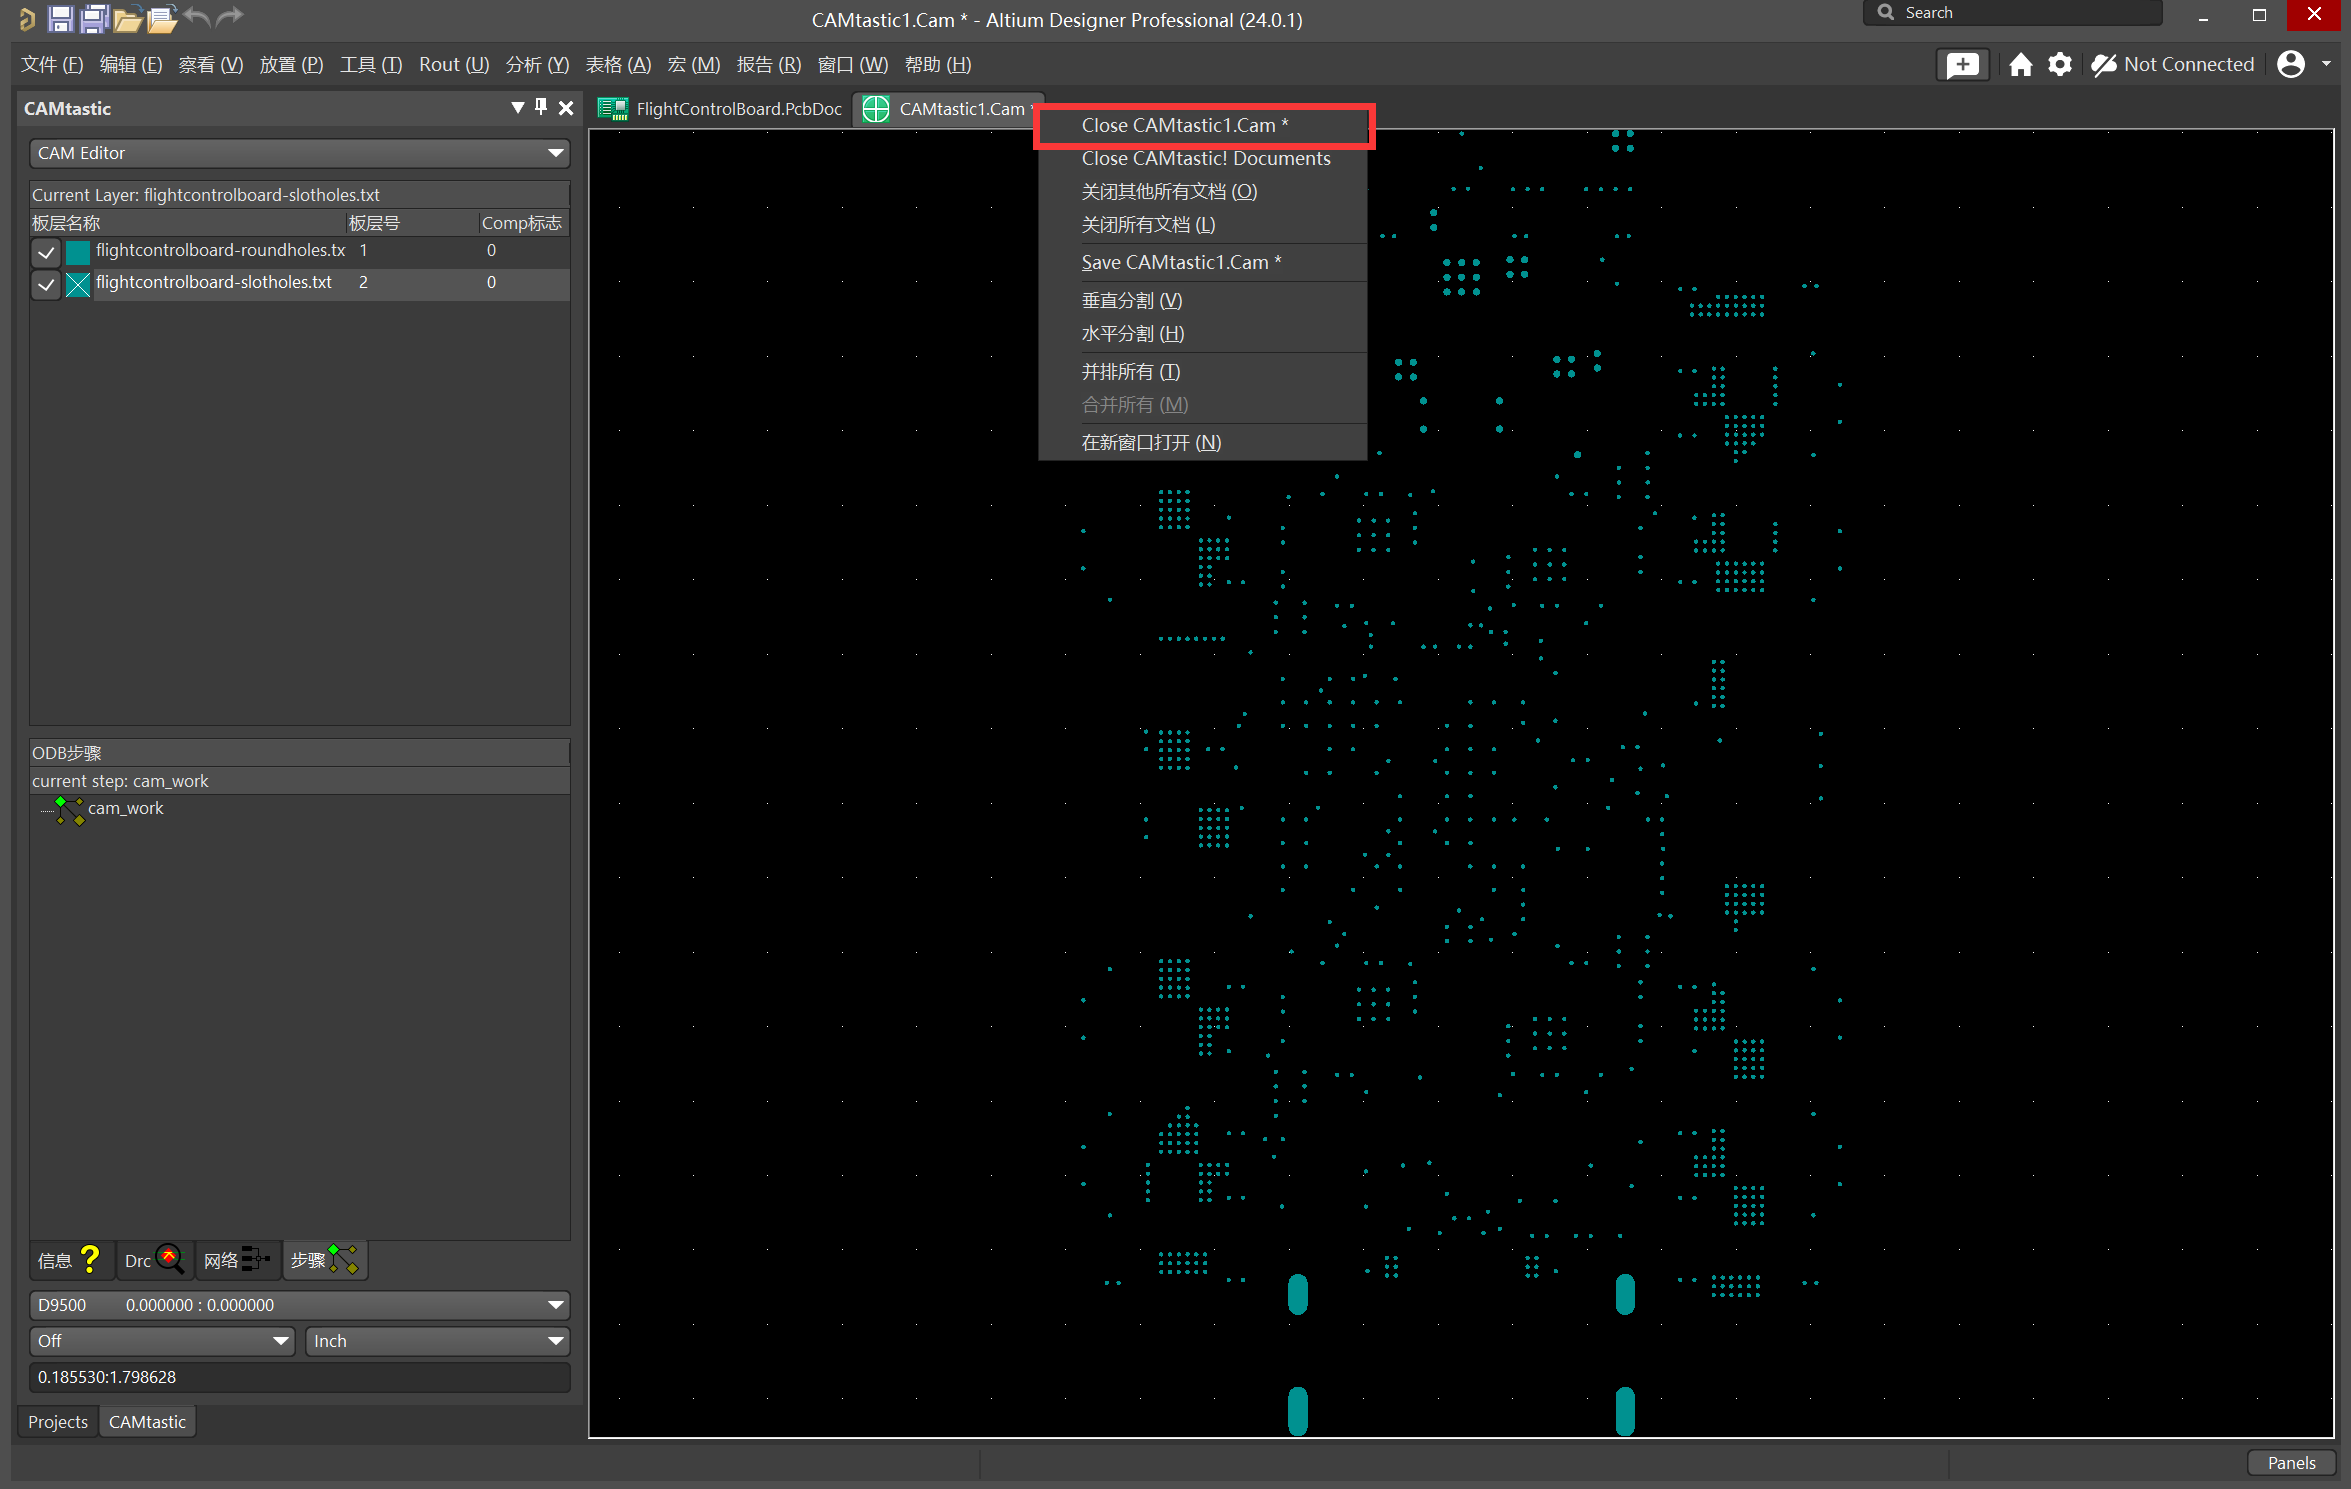 CAMtastic1.Cam * - Altium Designer Professional (24.0.1)
Search
文件 (F) 编辑 (E) 察看 (V) 放置 (P) 工具 (T) Rout (U) 分析 (Y) 表格 (A) 宏 (M) 报告 (R) 窗口 (W) 帮助 (H)
Not Connected
CAMtastic
FlightControlBoard.PcbDoc
CAMtastic1.Cam *
CAM Editor
Current Layer: flightcontrolboard-slotholes.txt
板层名称 板层号 Comp标志
flightcontrolboard-roundholes.tx 1 0
flightcontrolboard-slotholes.txt 2 0
Close CAMtastic1.Cam *
Close CAMtastic! Documents
关闭其他所有文档 (O)
关闭所有文档 (L)
Save CAMtastic1.Cam *
垂直分割 (V)
水平分割 (H)
并排所有 (T)
合并所有 (M)
在新窗口打开 (N)
ODB步骤
current step: cam_work
cam_work
信息 Drc 网络 步骤
D9500 0.000000 : 0.000000
Off Inch
0.185530:1.798628
Projects CAMtastic
Panels